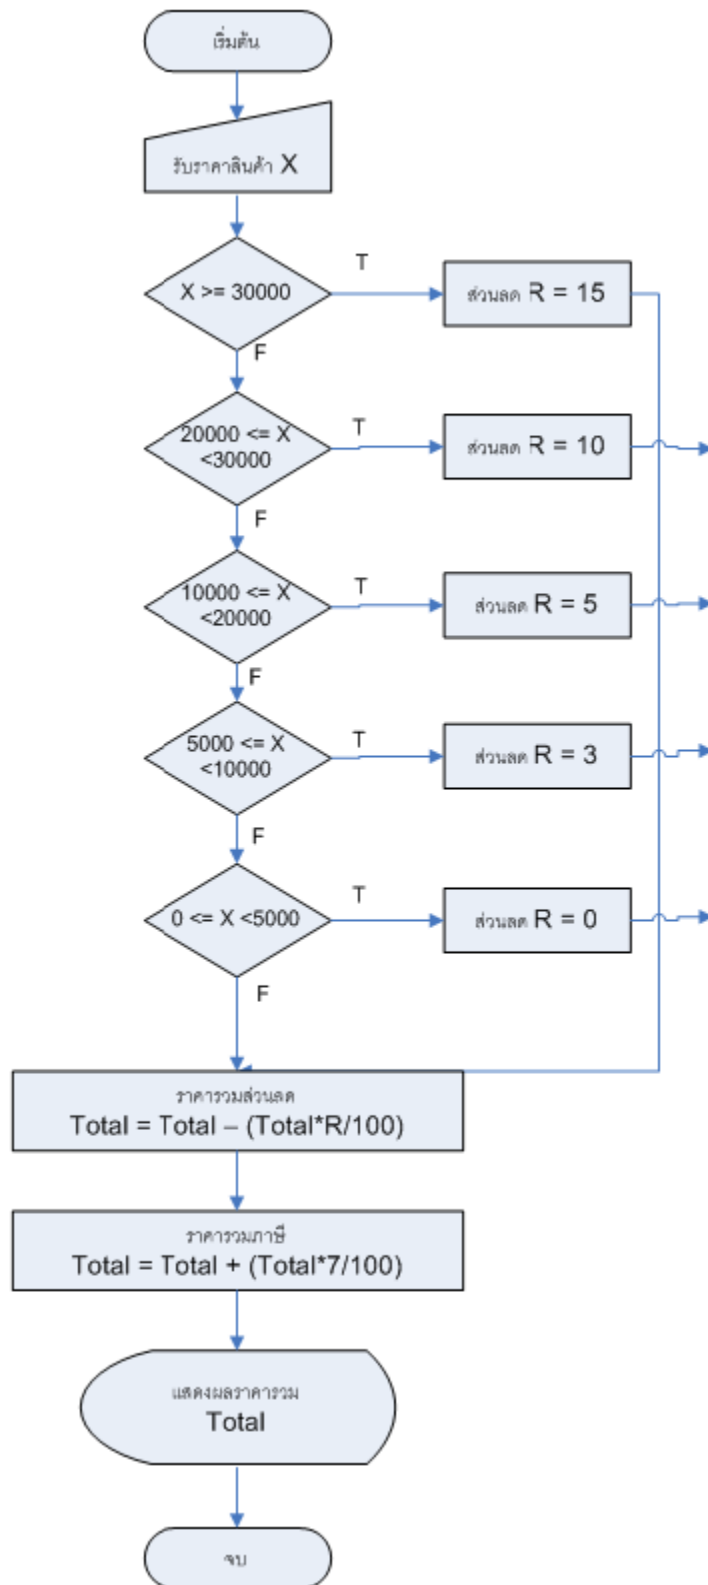 เริ่มต้น
รับราคาสินค้า X
X >= 30000
T
ส่วนลด R = 15
F
20000 <= X
<30000
T
ส่วนลด R = 10
F
10000 <= X
<20000
T
ส่วนลด R = 5
F
5000 <= X
<10000
T
ส่วนลด R = 3
F
0 <= X <5000
T
ส่วนลด R = 0
F
ราคารวมส่วนลด
Total = Total – (Total*R/100)
ราคารวมภาษี
Total = Total + (Total*7/100)
แสดงผลราคารวม
Total
จบ